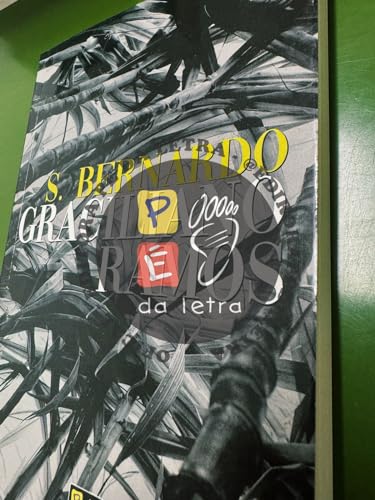 S. BERNARDO
GRACILIANO
RAMOS
P
É
da letra